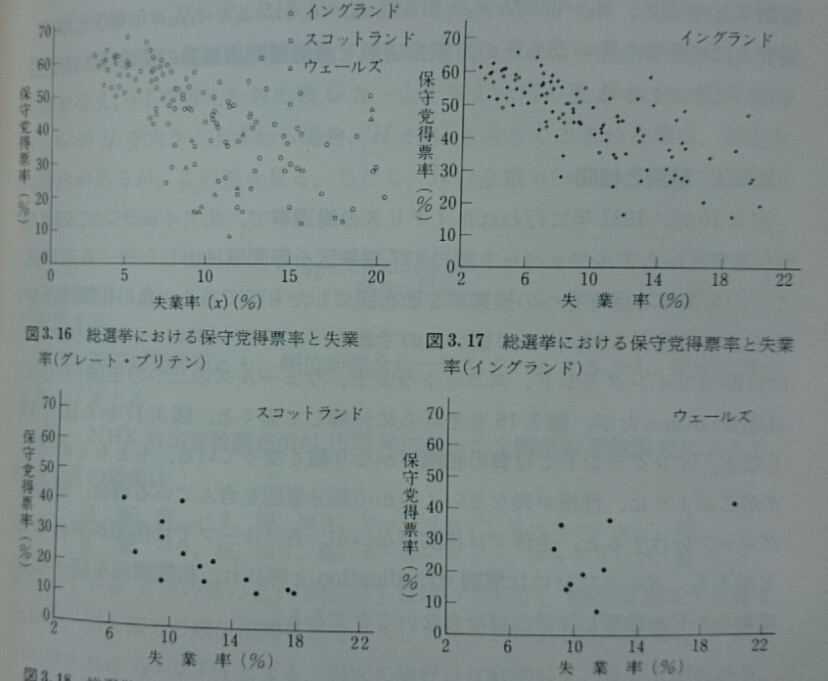 イングランド
スコットランド
ウェールズ
保守党得票率(%)
70
60
50
40
30
20
10
0
0 5 10 15 20
失業率(x)(%)
図3.16 総選挙における保守党得票率と失業
率(グレート・ブリテン)
イングランド
保守党得票率(%)
70
60
50
40
30
20
10
0
2 6 10 14 18 22
失業率(%)
図3.17 総選挙における保守党得票率と失業
率(イングランド)
スコットランド
保守党得票率(%)
70
60
50
40
30
20
10
0
2 6 10 14 18 22
失業率(%)
ウェールズ
保守党得票率(%)
70
60
50
40
30
20
10
0
2 6 10 14 18 22
失業率(%)
図3.18